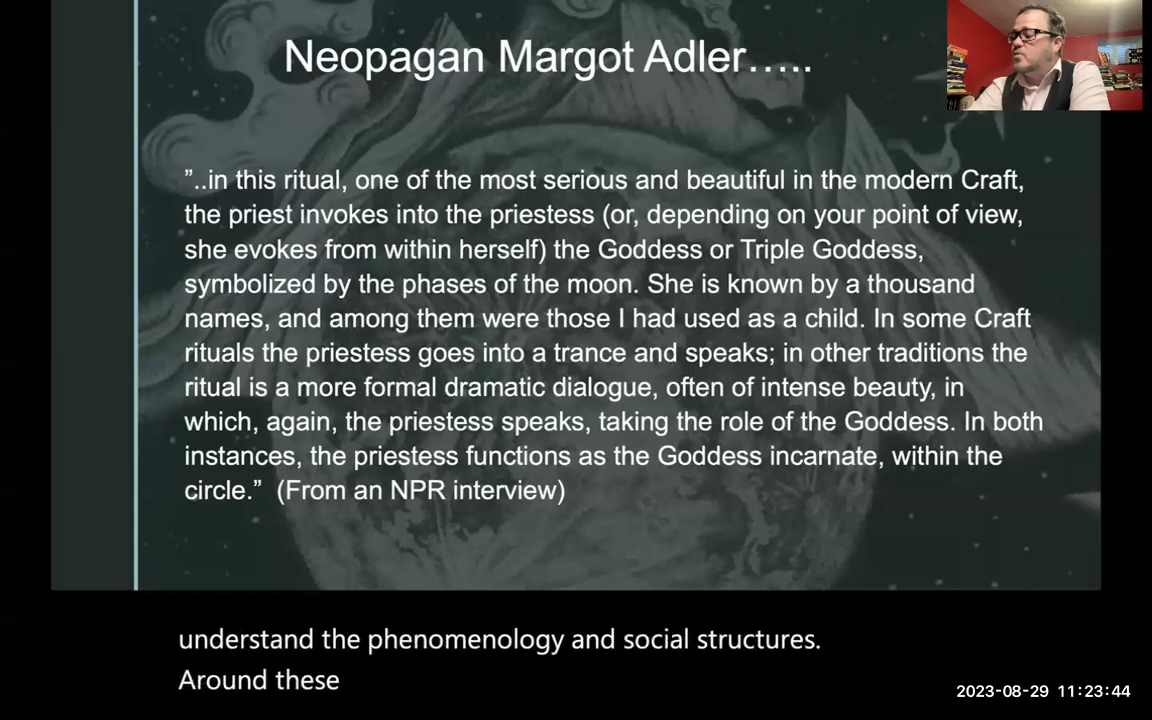 Neopagan Margot Adler…..
”..in this ritual, one of the most serious and beautiful in the modern Craft,
the priest invokes into the priestess (or, depending on your point of view,
she evokes from within herself) the Goddess or Triple Goddess,
symbolized by the phases of the moon. She is known by a thousand
names, and among them were those I had used as a child. In some Craft
rituals the priestess goes into a trance and speaks; in other traditions the
ritual is a more formal dramatic dialogue, often of intense beauty, in
which, again, the priestess speaks, taking the role of the Goddess. In both
instances, the priestess functions as the Goddess incarnate, within the
circle.” (From an NPR interview)
understand the phenomenology and social structures.
Around these
2023-08-29 11:23:44